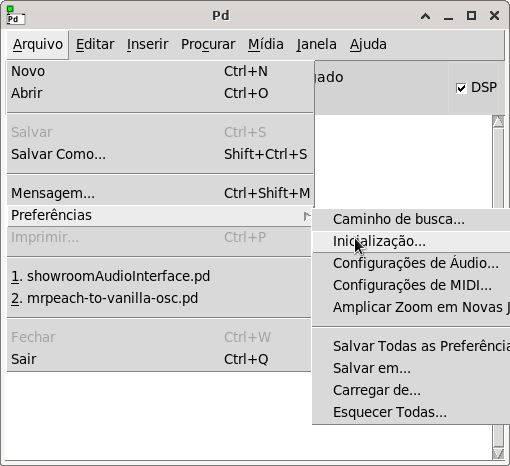 Pd
Pd
Arquivo Editar Inserir Procurar Mídia Janela Ajuda
Novo Ctrl+N
Abrir Ctrl+O
gado
DSP
Salvar Ctrl+S
Salvar Como... Shift+Ctrl+S
Mensagem... Ctrl+Shift+M
Preferências
Imprimir... Ctrl+P
1. showroomAudioInterface.pd
2. mrpeach-to-vanilla-osc.pd
Fechar Ctrl+W
Sair Ctrl+Q
Caminho de busca...
Inicialização...
Configurações de Áudio...
Configurações de MIDI...
Amplicar Zoom em Novas J
Salvar Todas as Preferência
Salvar em...
Carregar de...
Esquecer Todas...